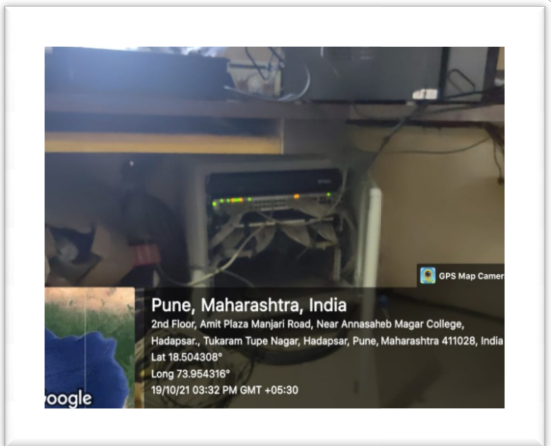 GPS Map Camer
Pune, Maharashtra, India
2nd Floor, Amit Plaza Manjari Road, Near Annasaheb Magar College,
Hadapsar., Tukaram Tupe Nagar, Hadapsar, Pune, Maharashtra 411028, India
Lat 18.504308°
Long 73.954316°
19/10/21 03:32 PM GMT +05:30
oogle